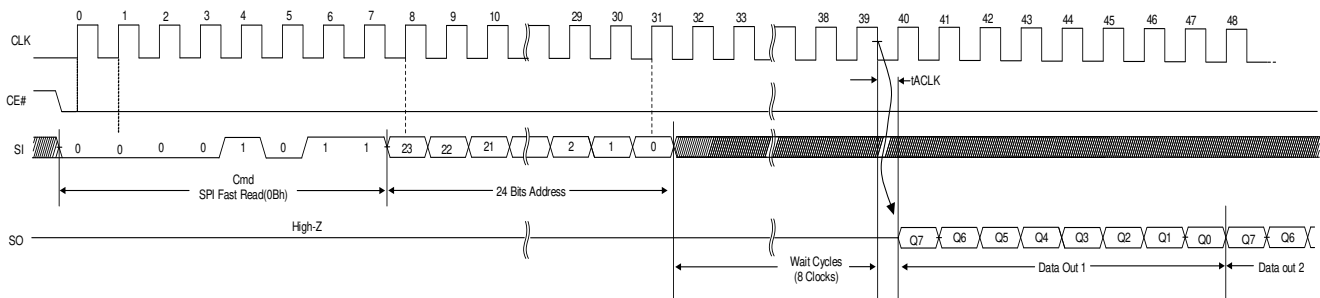 0 1 2 3 4 5 6 7 8 9 10 29 30 31 32 33 38 39 40 41 42 43 44 45 46 47 48
CLK
tACLK
CE#
SI 0 0 0 0 1 0 1 1 23 22 21 2 1 0
Cmd
SPI Fast Read(0Bh)
24 Bits Address
High-Z
SO Q7 Q6 Q5 Q4 Q3 Q2 Q1 Q0 Q7 Q6
Wait Cycles
(8 Clocks)
Data Out 1
Data out 2